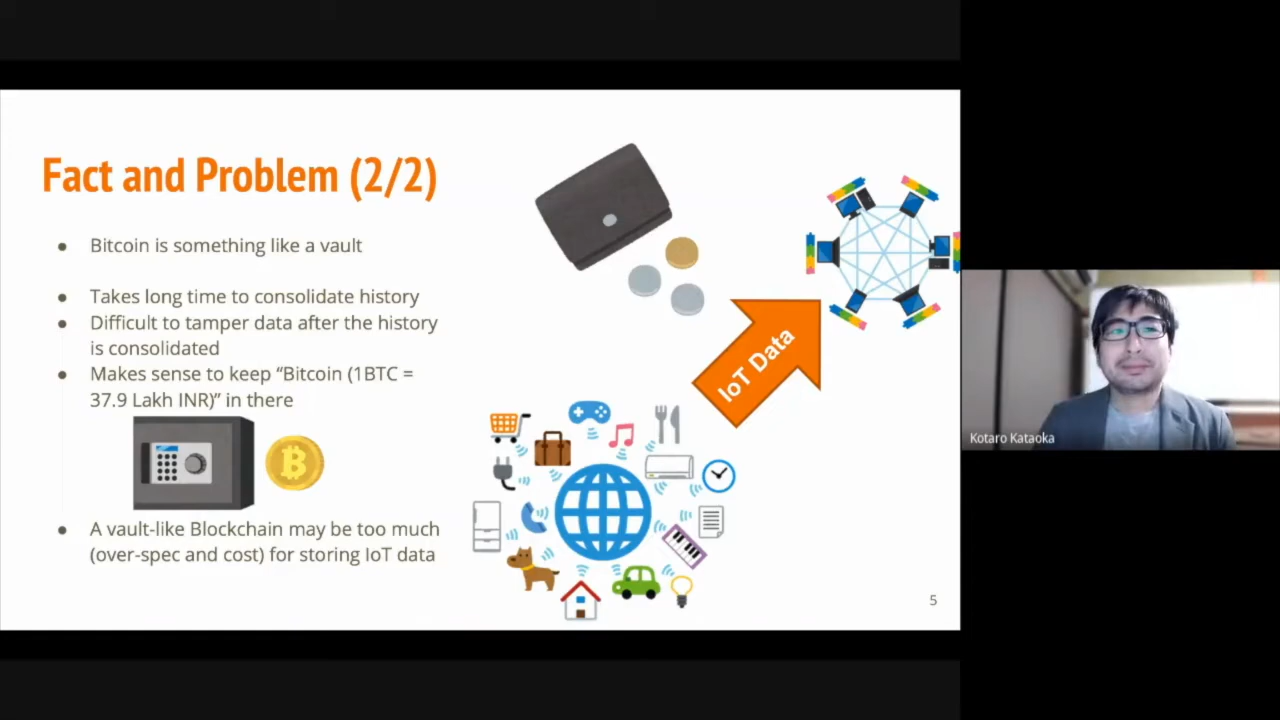 Fact and Problem (2/2)
● Bitcoin is something like a vault
● Takes long time to consolidate history
● Difficult to tamper data after the history
is consolidated
● Makes sense to keep “Bitcoin (1BTC =
37.9 Lakh INR)” in there
● A vault-like Blockchain may be too much
(over-spec and cost) for storing IoT data
IoT Data
5
Kotaro Kataoka